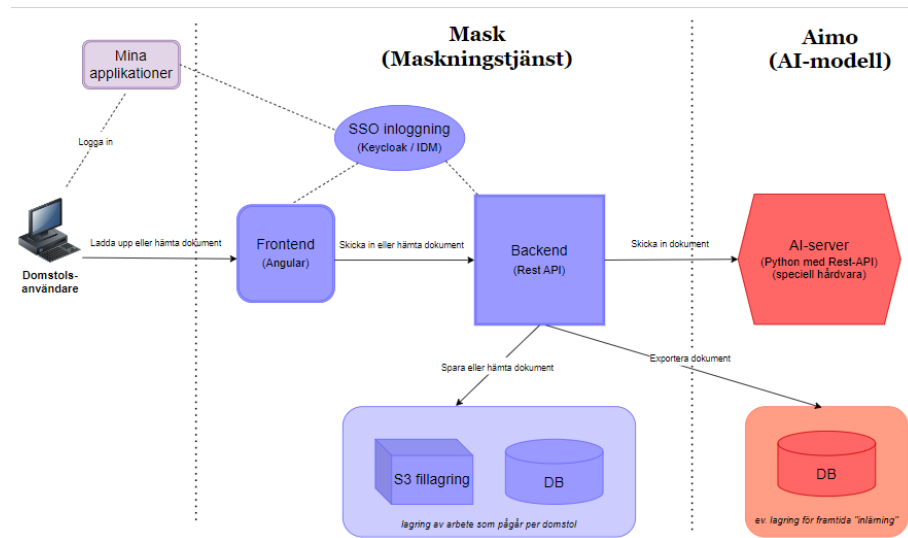 Mask
(Maskningstjänst)
Aimo
(AI-modell)
Mina
applikationer
SSO inloggning
(Keycloak / IDM)
Logga in
Ladda upp eller hämta dokument
Frontend
(Angular)
Skicka in eller hämta dokument
Backend
(Rest API)
Skicka in dokument
AI-server
(Python med Rest-API)
(speciell hårdvara)
Domstols-
användare
Spara eller hämta dokument
Exportera dokument
S3 fillagring
DB
lagring av arbete som pågår per domstol
DB
ev. lagring för framtida "inlärning"